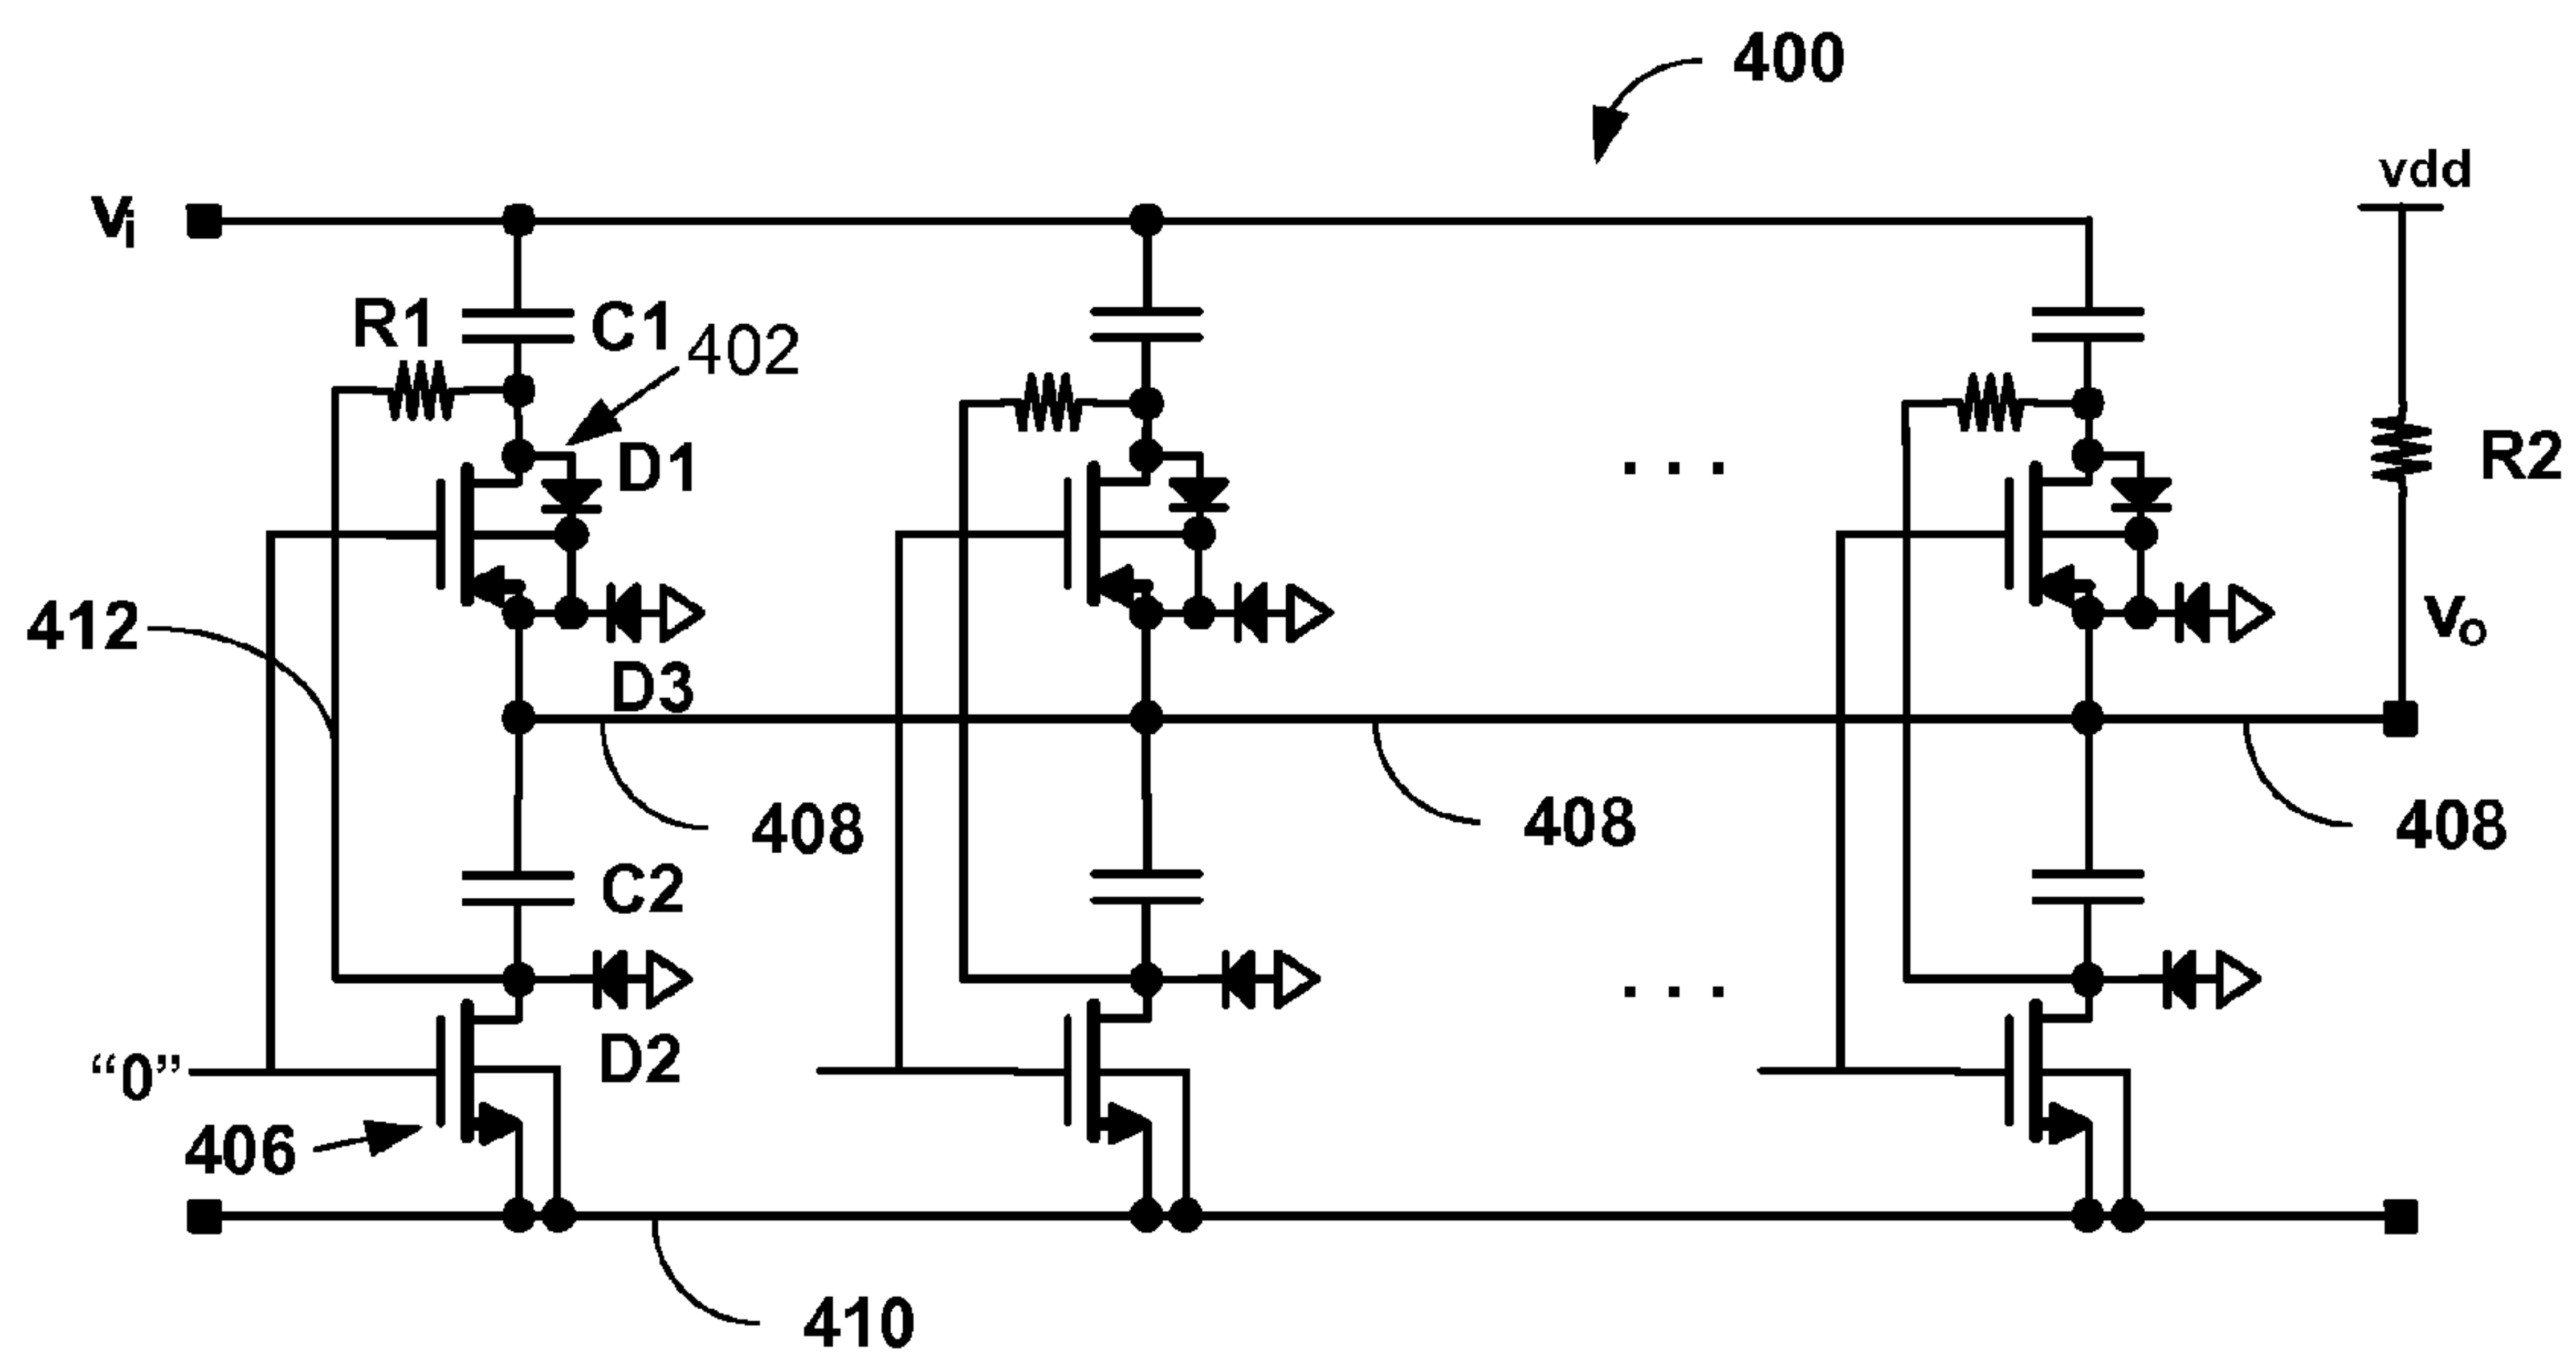 400
vdd
Vi
R1
C1
402
D1
R2
. . .
412
Vo
D3
408
408
408
C2
. . .
"0"
D2
406
410